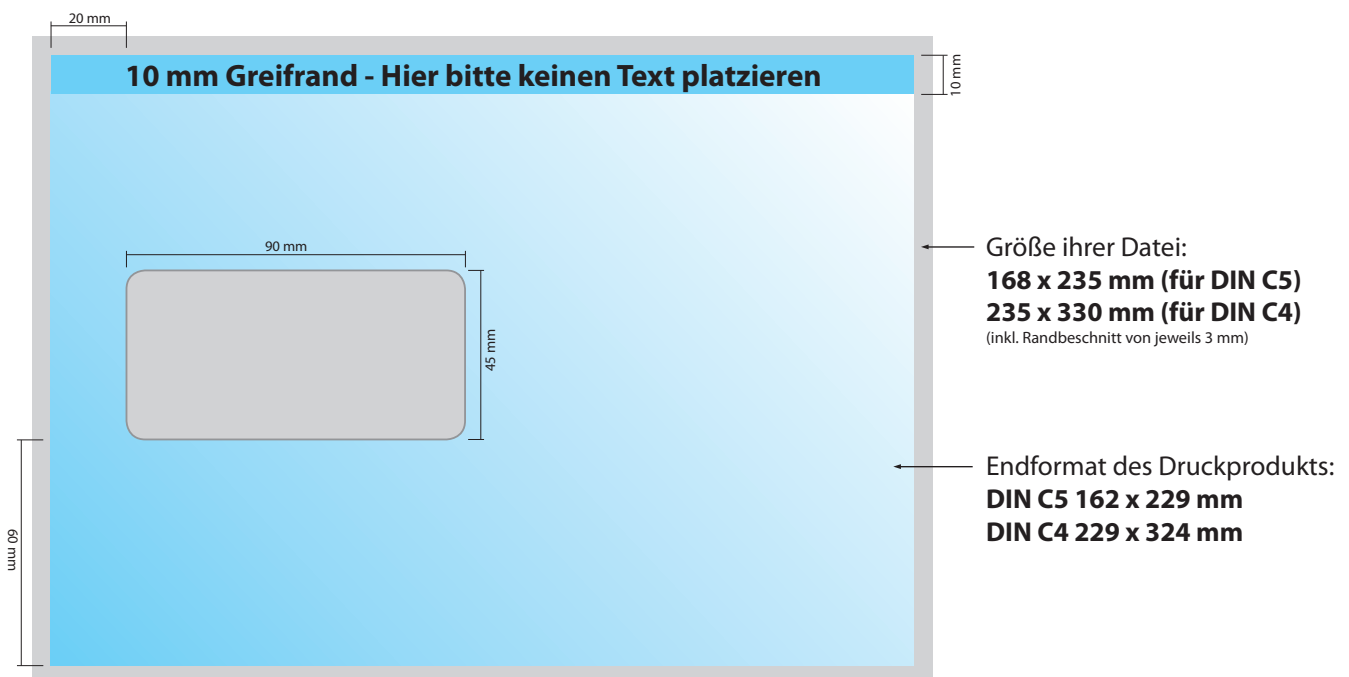 20 mm
10 mm Greifrand - Hier bitte keinen Text platzieren
10 mm
90 mm
45 mm
Größe ihrer Datei:
168 x 235 mm (für DIN C5)
235 x 330 mm (für DIN C4)
(inkl. Randbeschnitt von jeweils 3 mm)
60 mm
Endformat des Druckprodukts:
DIN C5 162 x 229 mm
DIN C4 229 x 324 mm